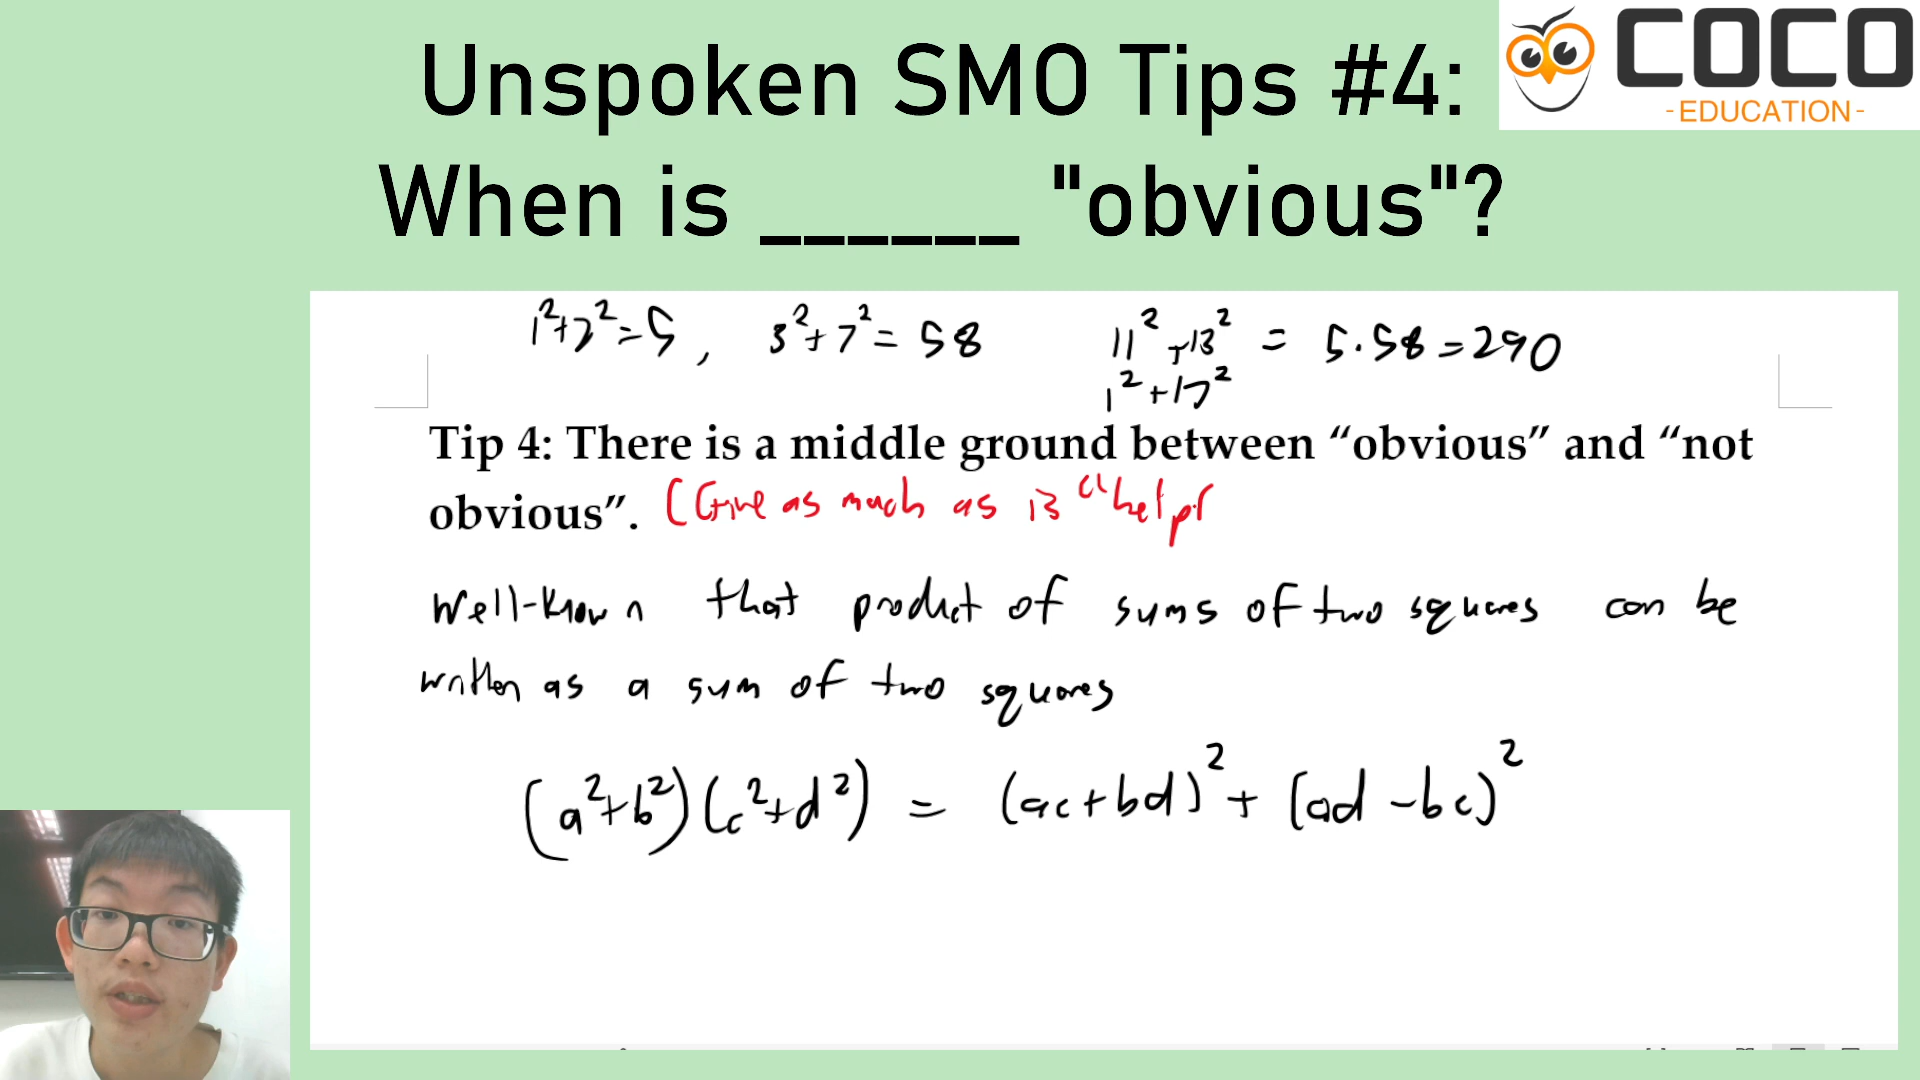 Unspoken SMO Tips #4:
When is ______ "obvious"?
COCO
-EDUCATION-
1²+2²=5, 3²+7²=58 11²+13² = 5·58=290
1²+17²
Tip 4: There is a middle ground between “obvious” and “not
obvious”. (Give as much as is "helpf
Well-known that product of sums of two squares can be
written as a sum of two squares
(a²+b²)(c²+d²) = (ac+bd)²+(ad-bc)²